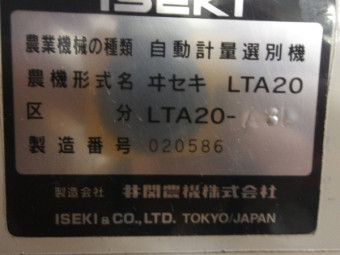 ISEKI
農業機械の種類 自動計量選別機
農機形式名 ヰセキ LTA20
区 分 LTA20-ASL
製造番号 020586
製造会社 井関農機株式会社
ISEKI & CO., LTD. TOKYO/JAPAN